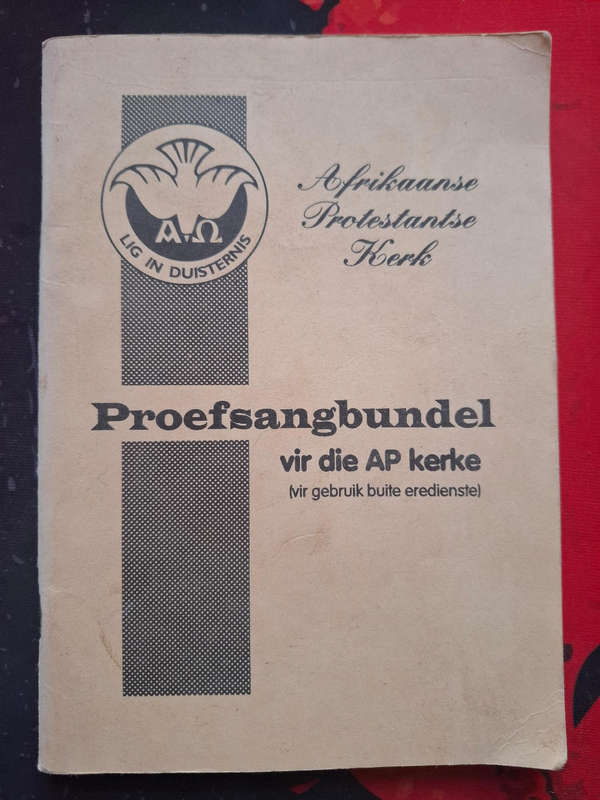 Α Ω
LIG IN DUISTERNIS
Afrikaanse
Protestantse
Kerk
Proefsangbundel
vir die AP kerke
(vir gebruik buite eredienste)